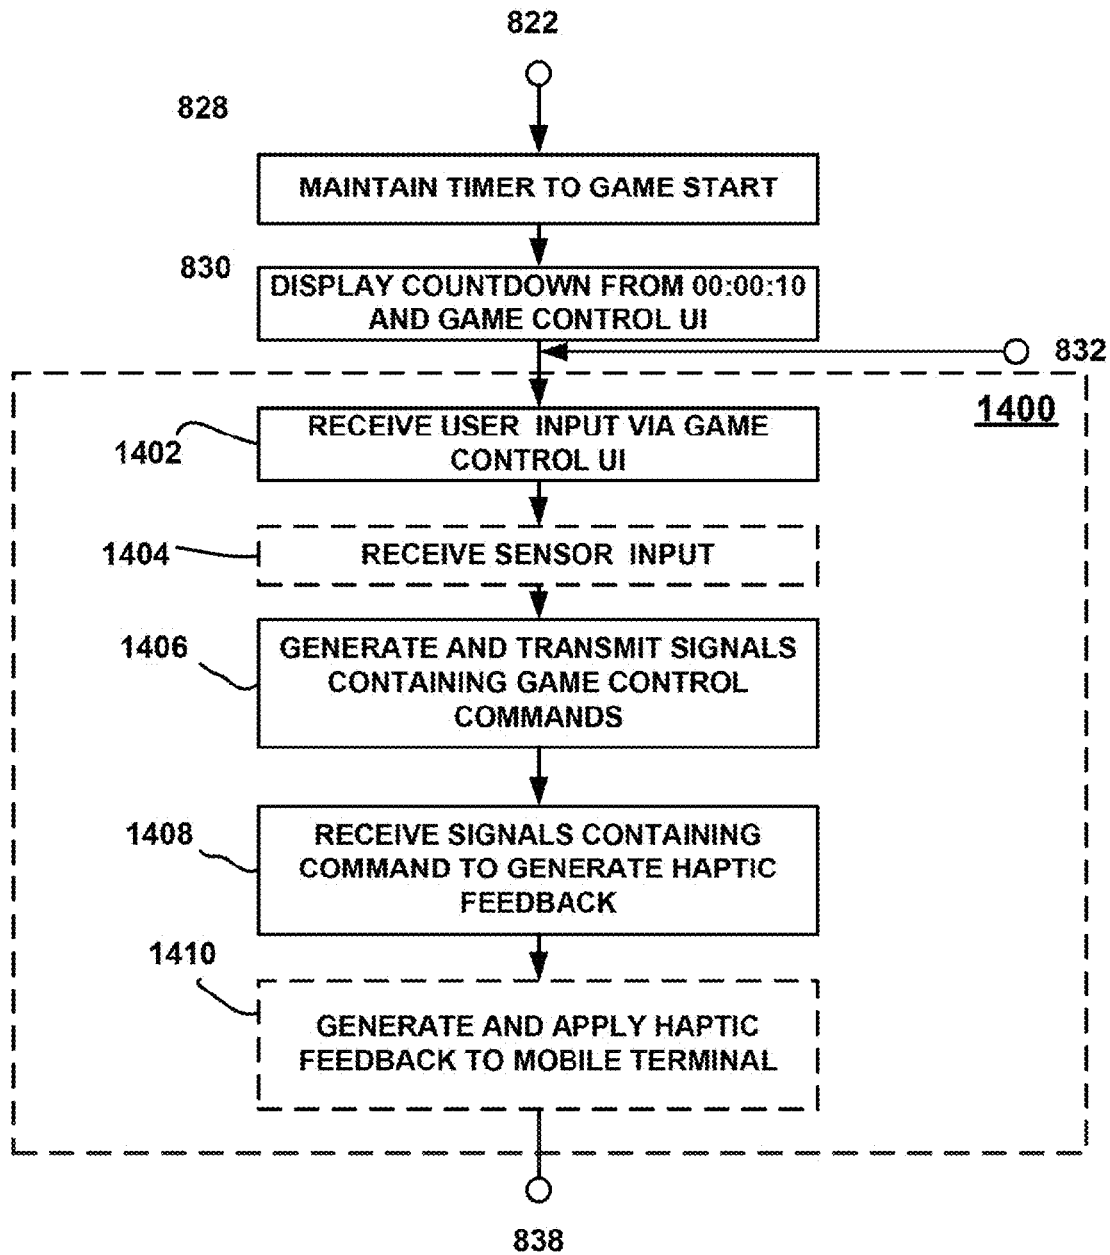 822
828
MAINTAIN TIMER TO GAME START
830
DISPLAY COUNTDOWN FROM 00:00:10
AND GAME CONTROL UI
832
1400
RECEIVE USER INPUT VIA GAME
CONTROL UI
1402
1404
RECEIVE SENSOR INPUT
1406
GENERATE AND TRANSMIT SIGNALS
CONTAINING GAME CONTROL
COMMANDS
1408
RECEIVE SIGNALS CONTAINING
COMMAND TO GENERATE HAPTIC
FEEDBACK
1410
GENERATE AND APPLY HAPTIC
FEEDBACK TO MOBILE TERMINAL
838